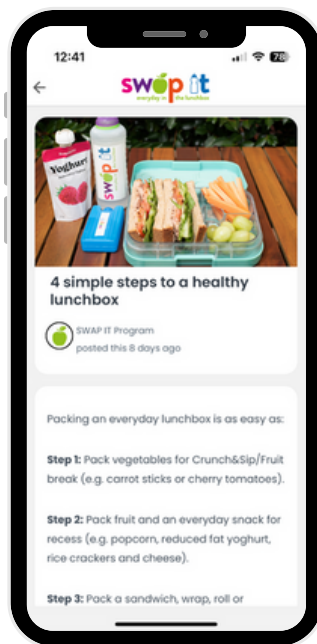 12:41
78
swap it
everyday in the lunchbox
Yoghurt
swap it
4 simple steps to a healthy
lunchbox
SWAP IT Program
posted this 8 days ago
Packing an everyday lunchbox is as easy as:
Step 1: Pack vegetables for Crunch&Sip/Fruit
break (e.g. carrot sticks or cherry tomatoes).
Step 2: Pack fruit and an everyday snack for
recess (e.g. popcorn, reduced fat yoghurt,
rice crackers and cheese).
Step 3: Pack a sandwich, wrap, roll or